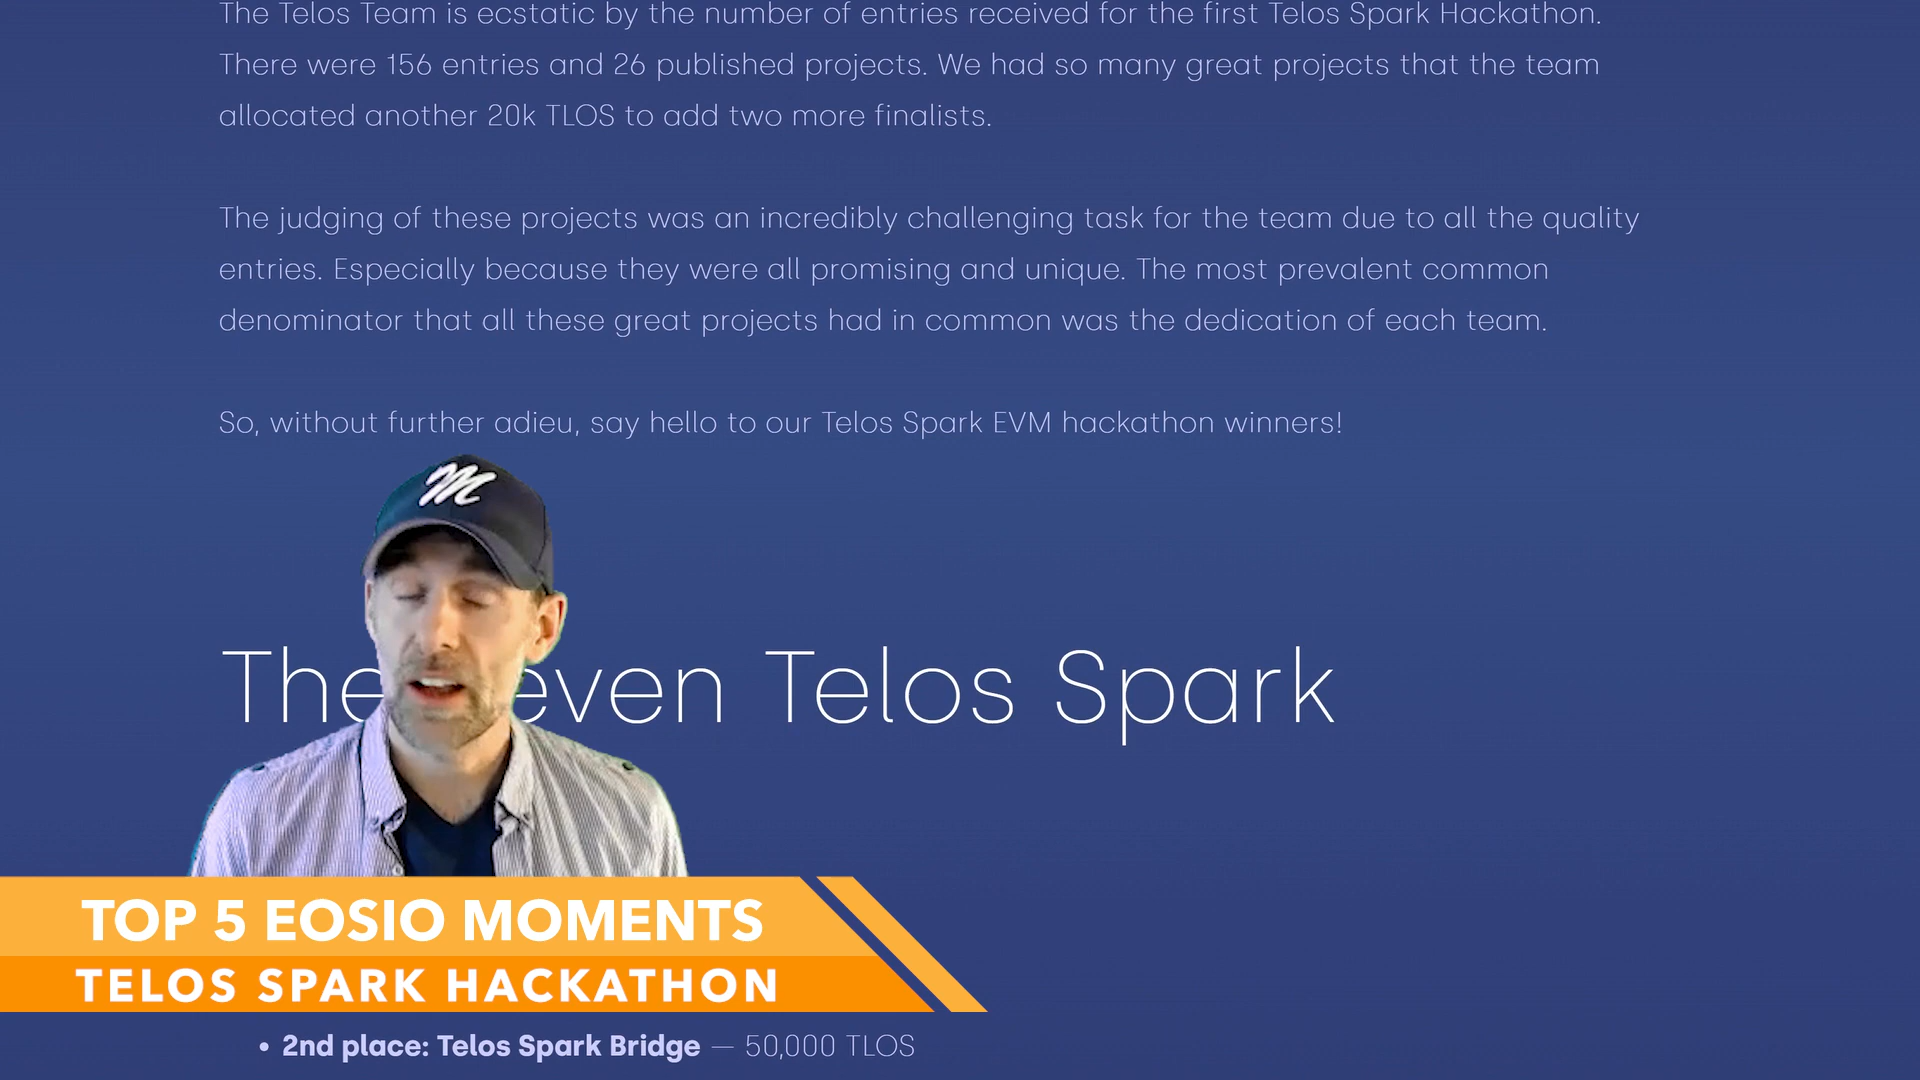 The Telos Team is ecstatic by the number of entries received for the first Telos Spark Hackathon.
There were 156 entries and 26 published projects. We had so many great projects that the team
allocated another 20k TLOS to add two more finalists.
The judging of these projects was an incredibly challenging task for the team due to all the quality
entries. Especially because they were all promising and unique. The most prevalent common
denominator that all these great projects had in common was the dedication of each team.
So, without further adieu, say hello to our Telos Spark EVM hackathon winners!
M
The even Telos Spark
TOP 5 EOSIO MOMENTS
TELOS SPARK HACKATHON
• 2nd place: Telos Spark Bridge — 50,000 TLOS